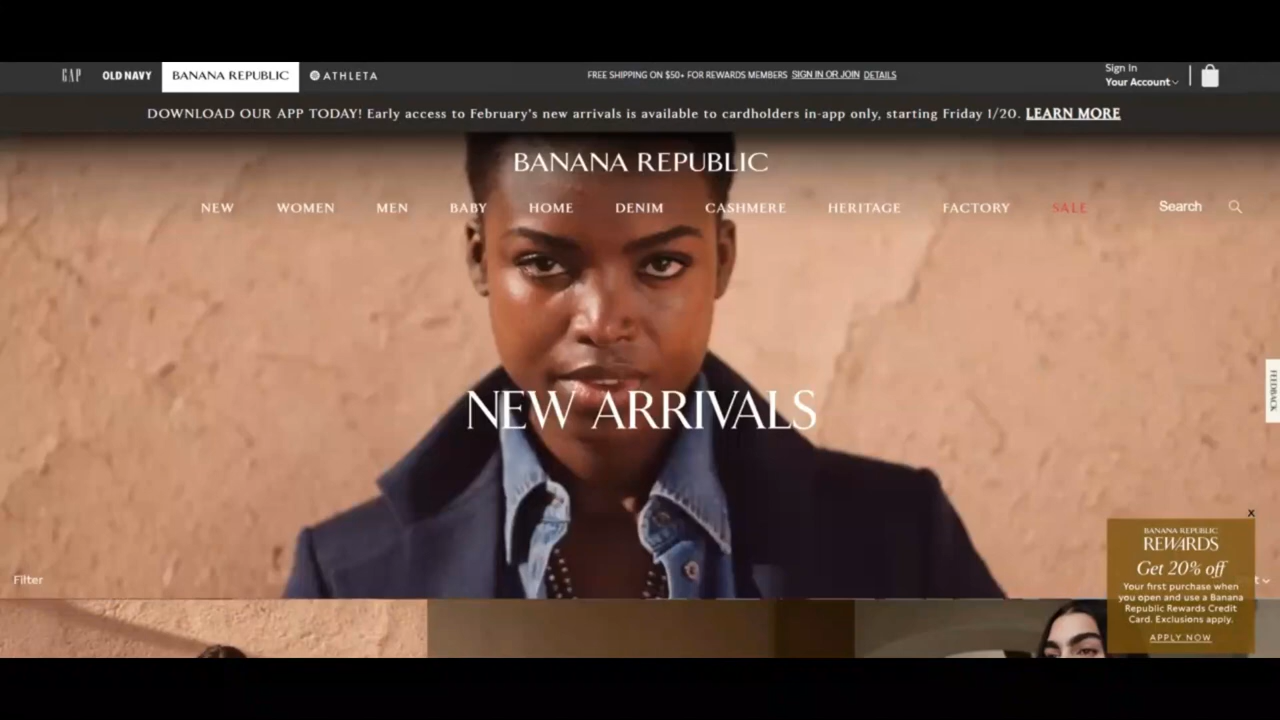 GAP OLD NAVY BANANA REPUBLIC ATHLETA FREE SHIPPING ON $50+ FOR REWARDS MEMBERS SIGN IN OR JOIN DETAILS Sign In
Your Account
DOWNLOAD OUR APP TODAY! Early access to February's new arrivals is available to cardholders in-app only, starting Friday 1/20. LEARN MORE
BANANA REPUBLIC
NEW WOMEN MEN BABY HOME DENIM CASHMERE HERITAGE FACTORY SALE Search
NEW ARRIVALS
FEEDBACK
x
BANANA REPUBLIC
REWARDS
Get 20% off
Your first purchase when
you open and use a Banana
Republic Rewards Credit
Card. Exclusions apply.
APPLY NOW
Filter